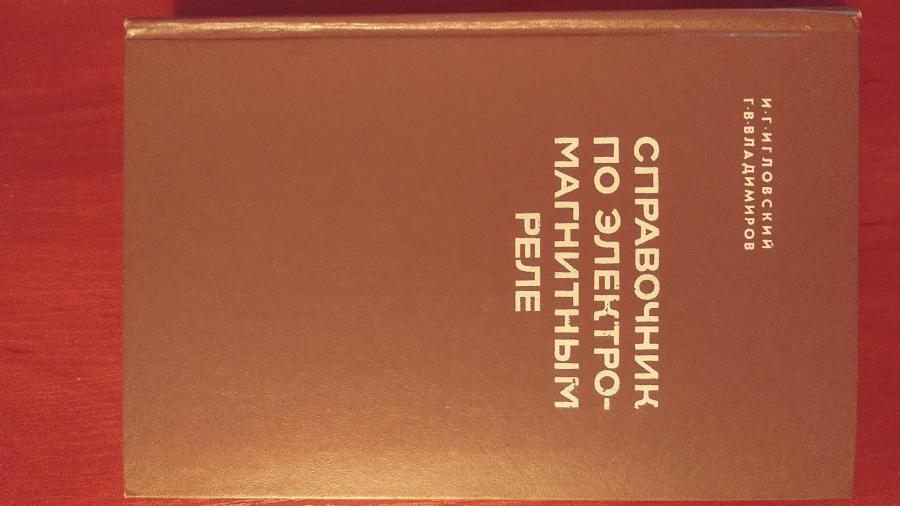 И·Г·ИГЛОВСКИЙ
Г·В·ВЛАДИМИРОВ
СПРАВОЧНИК
ПО ЭЛЕКТРО-
МАГНИТНЫМ
РЕЛЕ